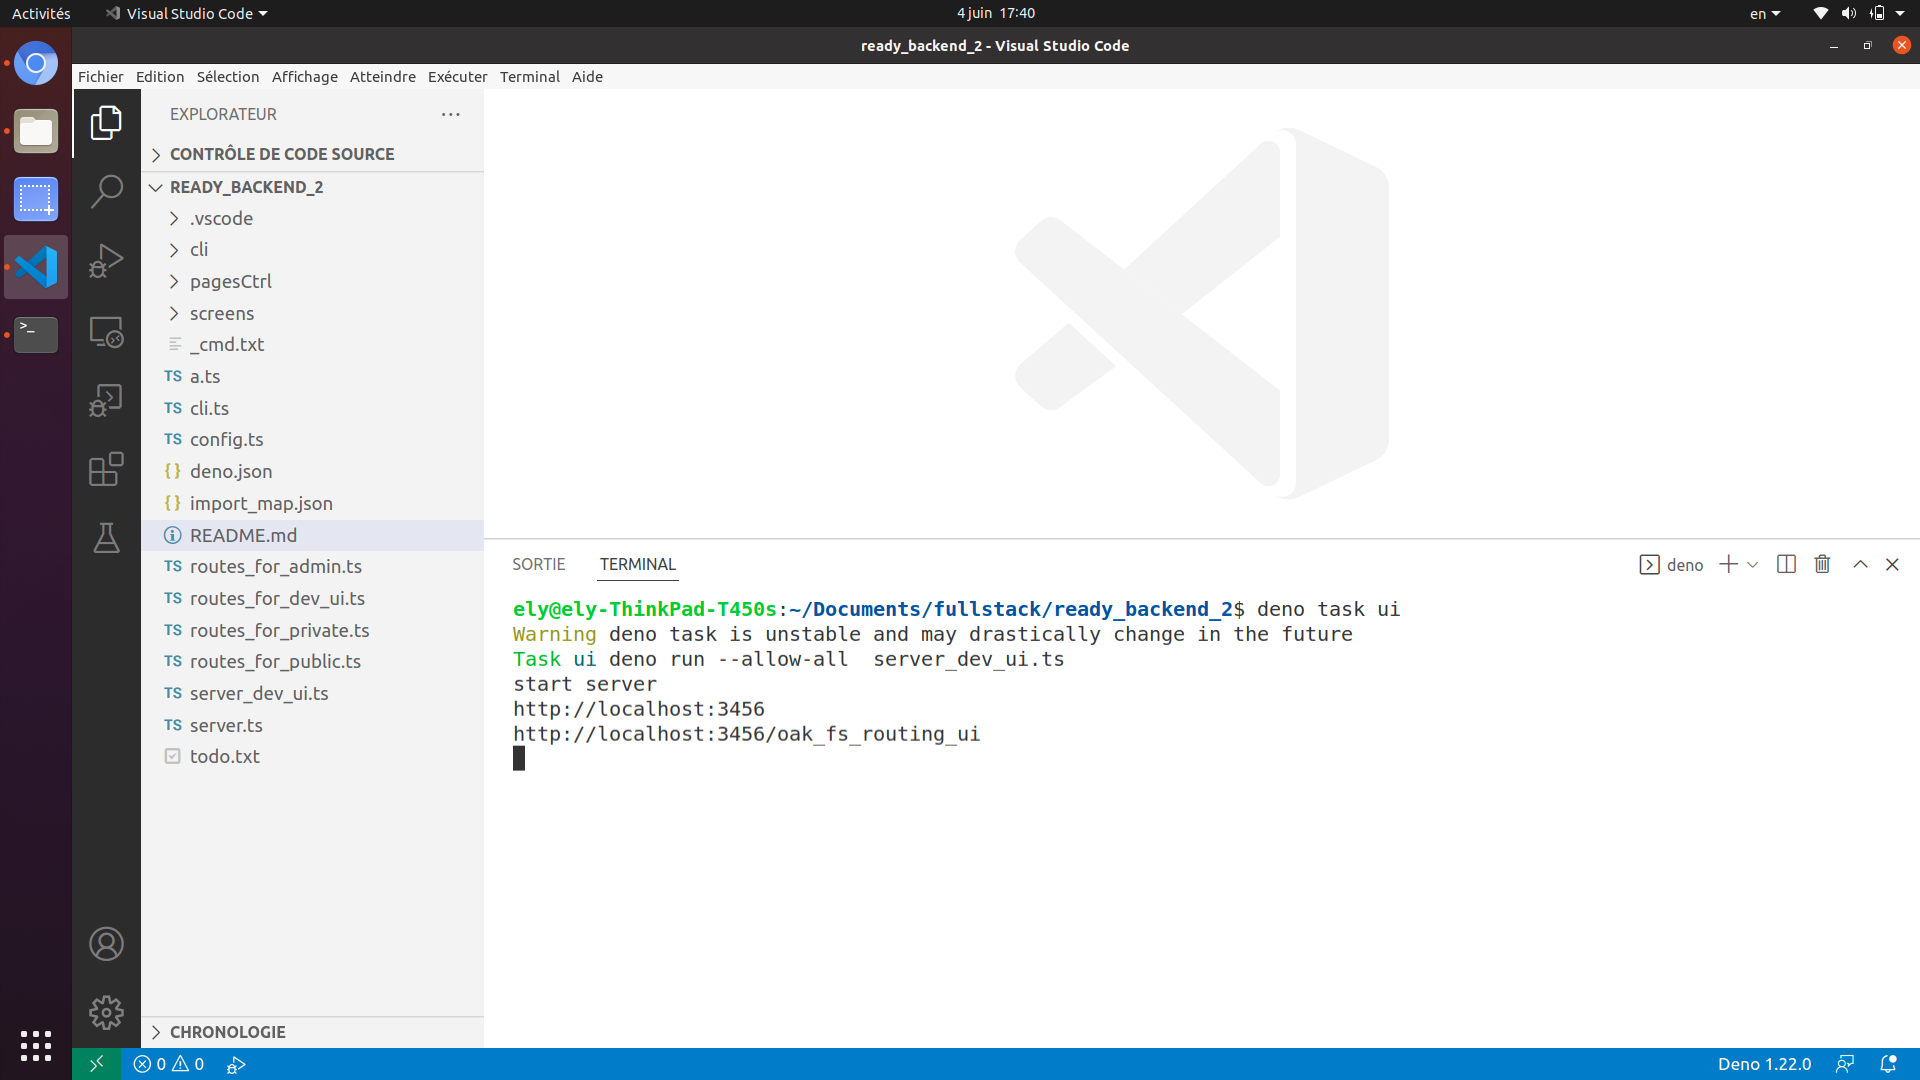 Activités
Visual Studio Code
4 juin 17:40
en
ready_backend_2 - Visual Studio Code
Fichier Edition Sélection Affichage Atteindre Exécuter Terminal Aide
EXPLORATEUR
CONTRÔLE DE CODE SOURCE
READY_BACKEND_2
.vscode
cli
pagesCtrl
screens
_cmd.txt
TS a.ts
TS cli.ts
TS config.ts
{} deno.json
{} import_map.json
README.md
TS routes_for_admin.ts
TS routes_for_dev_ui.ts
TS routes_for_private.ts
TS routes_for_public.ts
TS server_dev_ui.ts
TS server.ts
todo.txt
CHRONOLOGIE
SORTIE TERMINAL
deno
ely@ely-ThinkPad-T450s:~/Documents/fullstack/ready_backend_2$ deno task ui
Warning deno task is unstable and may drastically change in the future
Task ui deno run --allow-all  server_dev_ui.ts
start server
http://localhost:3456
http://localhost:3456/oak_fs_routing_ui
0 0
Deno 1.22.0